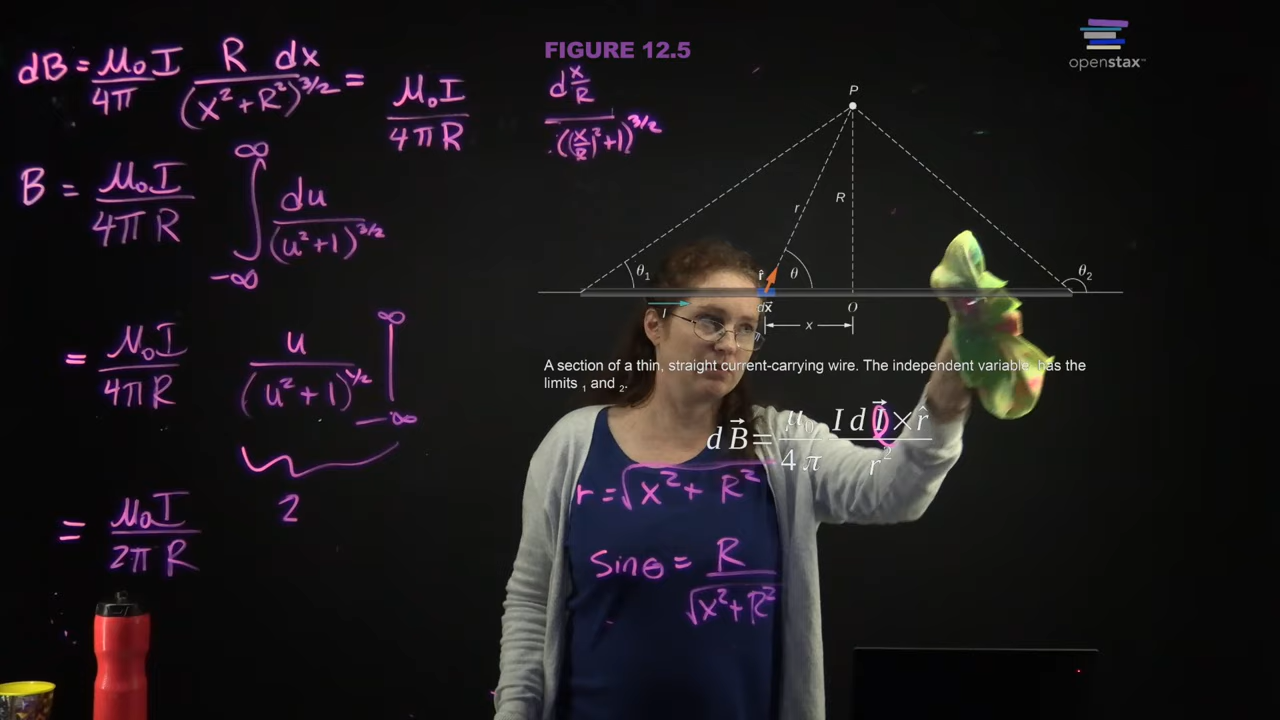 dB = μ₀I/4π R dx/(x²+R²)^3/2 = μ₀I/4πR d x/R/((x/R)²+1)^3/2
B = μ₀I/4πR ∫_-∞^∞ du/(u²+1)^3/2
= μ₀I/4πR u/(u²+1)^1/2 |_-∞^∞
2
= μ₀I/2πR
FIGURE 12.5
openstax™
P
r
R
θ₁
r̂
θ
θ₂
I
dx⃗
O
x
A section of a thin, straight current-carrying wire. The independent variable has the
limits ₁ and ₂.
dB⃗ = μ₀/4π I d l⃗ × r̂/r²
r = √x² + R²
Sinθ = R/√x²+R²